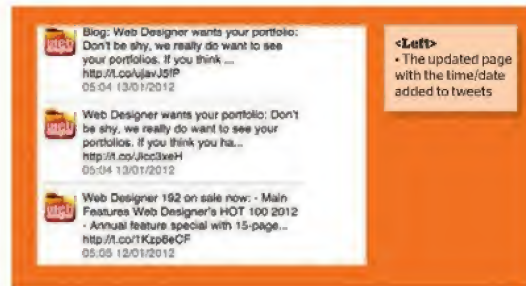 Blog: Web Designer wants your portfolio:
Don't be shy, we really do want to see
your portfolios. If you think ...
http://t.co/ujavJ5fP
05:04 13/01/2012
Web Designer wants your portfolio: Don't
be shy, we really do want to see your
portfolios. If you think you ha...
http://t.co/Jicc3xeH
05:04 13/01/2012
Web Designer 192 on sale now: - Main
Features Web Designer's HOT 100 2012
- Annual feature special with 15-page...
http://t.co/1Kzp6eCF
05:05 12/01/2012
<Left>
• The updated page
with the time/date
added to tweets